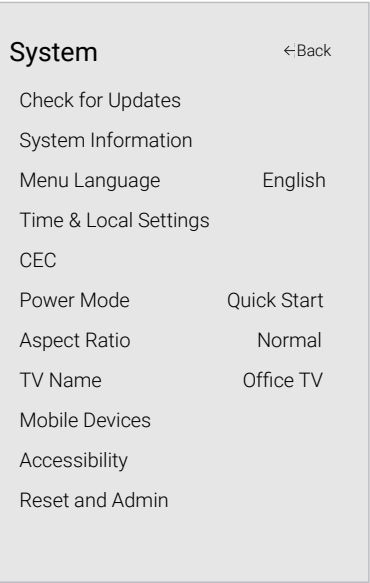 System ←Back
Check for Updates
System Information
Menu Language English
Time & Local Settings
CEC
Power Mode Quick Start
Aspect Ratio Normal
TV Name Office TV
Mobile Devices
Accessibility
Reset and Admin